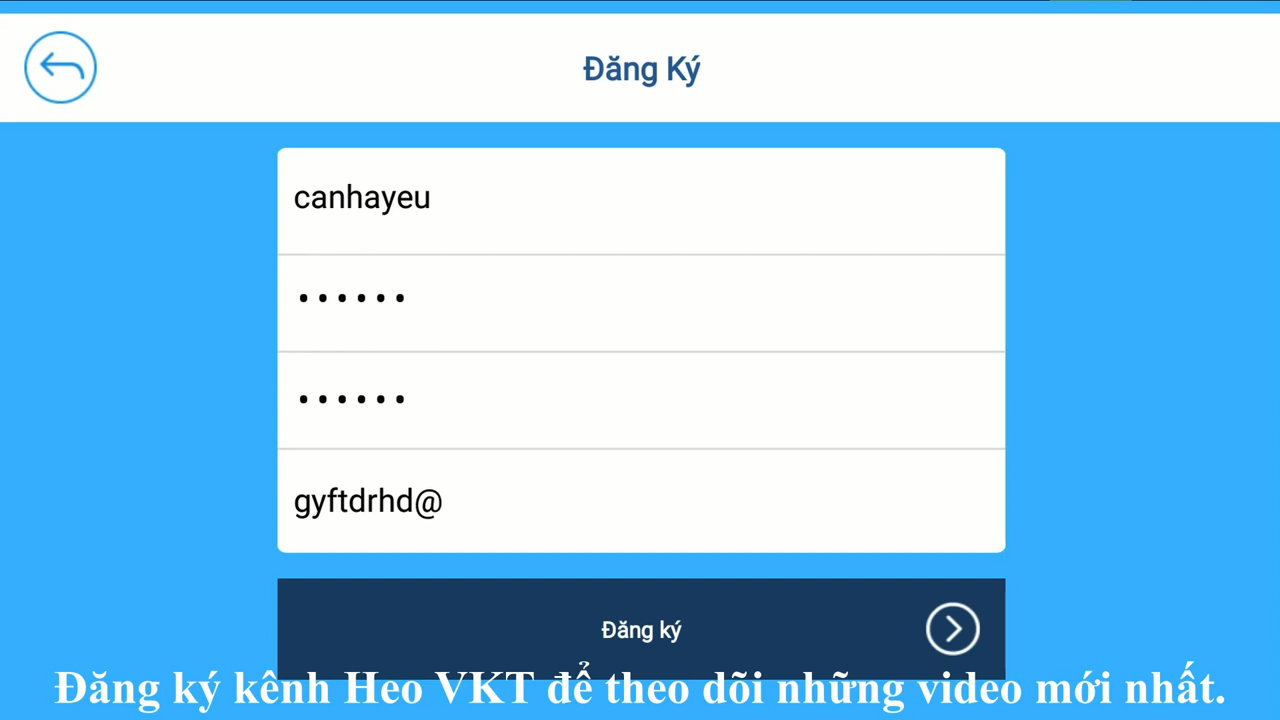 Đăng Ký
canhayeu
••••••
••••••
gyftdrhd@
Đăng ký
Đăng ký kênh Heo VKT để theo dõi những video mới nhất.